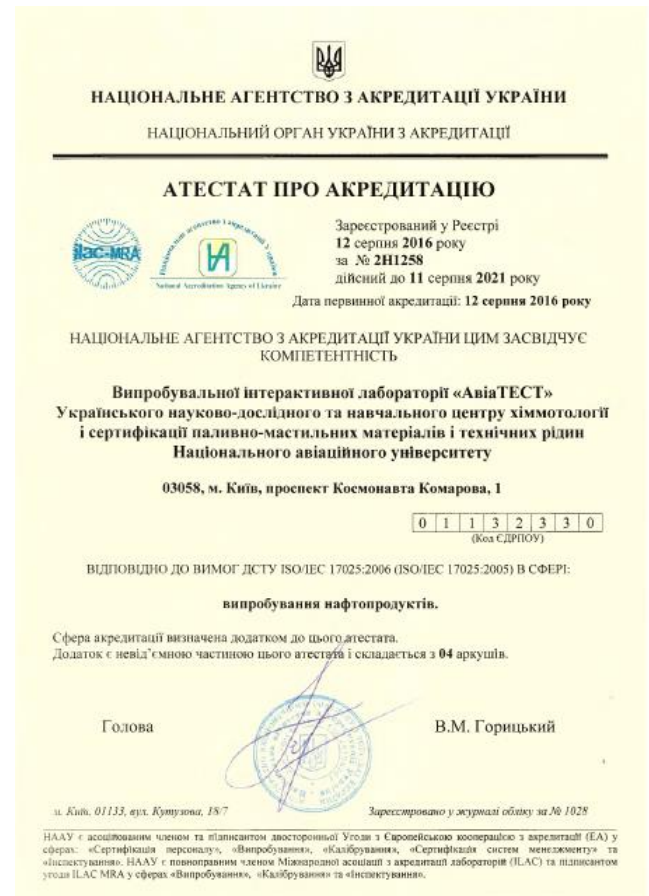 НАЦІОНАЛЬНЕ АГЕНТСТВО З АКРЕДИТАЦІЇ УКРАЇНИ
НАЦІОНАЛЬНИЙ ОРГАН УКРАЇНИ З АКРЕДИТАЦІЇ
АТЕСТАТ ПРО АКРЕДИТАЦІЮ
ilac-MRA
Національне агентство з акредитації України
National Accreditation Agency of Ukraine
Зареєстрований у Реєстрі
12 серпня 2016 року
за № 2Н1258
дійсний до 11 серпня 2021 року
Дата первинної акредитації: 12 серпня 2016 року
НАЦІОНАЛЬНЕ АГЕНТСТВО З АКРЕДИТАЦІЇ УКРАЇНИ ЦИМ ЗАСВІДЧУЄ
КОМПЕТЕНТНІСТЬ
Випробувальної інтерактивної лабораторії «АвіаТЕСТ»
Українського науково-дослідного та навчального центру хіммотології
і сертифікації паливно-мастильних матеріалів і технічних рідин
Національного авіаційного університету
03058, м. Київ, проспект Космонавта Комарова, 1
0 1 1 3 2 3 3 0
(Код ЄДРПОУ)
ВІДПОВІДНО ДО ВИМОГ ДСТУ ISO/IEC 17025:2006 (ISO/IEC 17025:2005) В СФЕРІ:
випробування нафтопродуктів.
Сфера акредитації визначена додатком до цього атестата.
Додаток є невід'ємною частиною цього атестата і складається з 04 аркушів.
Голова
В.М. Горицький
м. Київ, 01133, вул. Кутузова, 18/7
Зареєстровано у журналі обліку за № 1028
НААУ є асоційованим членом та підписантом двосторонньої Угоди з Європейською кооперацією з акредитації (ЕА) у
сферах: «Сертифікація персоналу», «Випробування», «Калібрування», «Сертифікація систем менеджменту» та
«Інспектування». НААУ є повноправним членом Міжнародної асоціації з акредитації лабораторій (ILAC) та підписантом
угоди ILAC MRA у сферах «Випробування», «Калібрування» та «Інспектування».